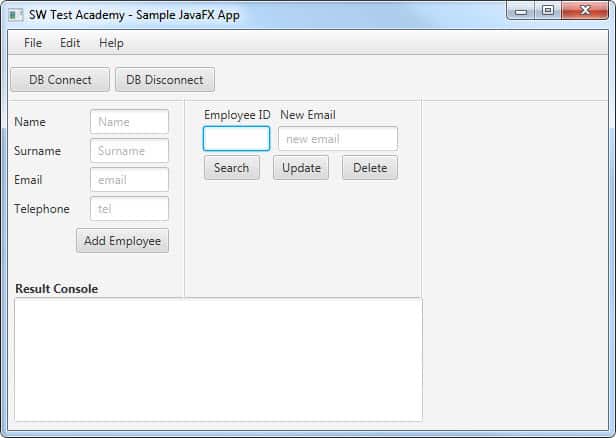 SW Test Academy - Sample JavaFX App
File Edit Help
DB Connect DB Disconnect
Name Name
Surname Surname
Email email
Telephone tel
Add Employee
Employee ID New Email
new email
Search Update Delete
Result Console